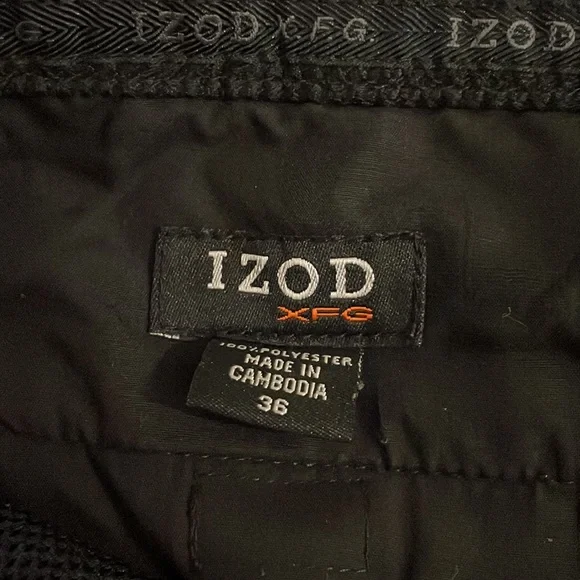 G IZOD XFG IZOD
IZOD
XFG
100% POLYESTER
MADE IN
CAMBODIA
36